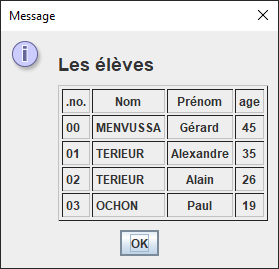 Message
Les élèves
.no. Nom Prénom age
00 MENVUSSA Gérard 45
01 TERIEUR Alexandre 35
02 TERIEUR Alain 26
03 OCHON Paul 19
OK